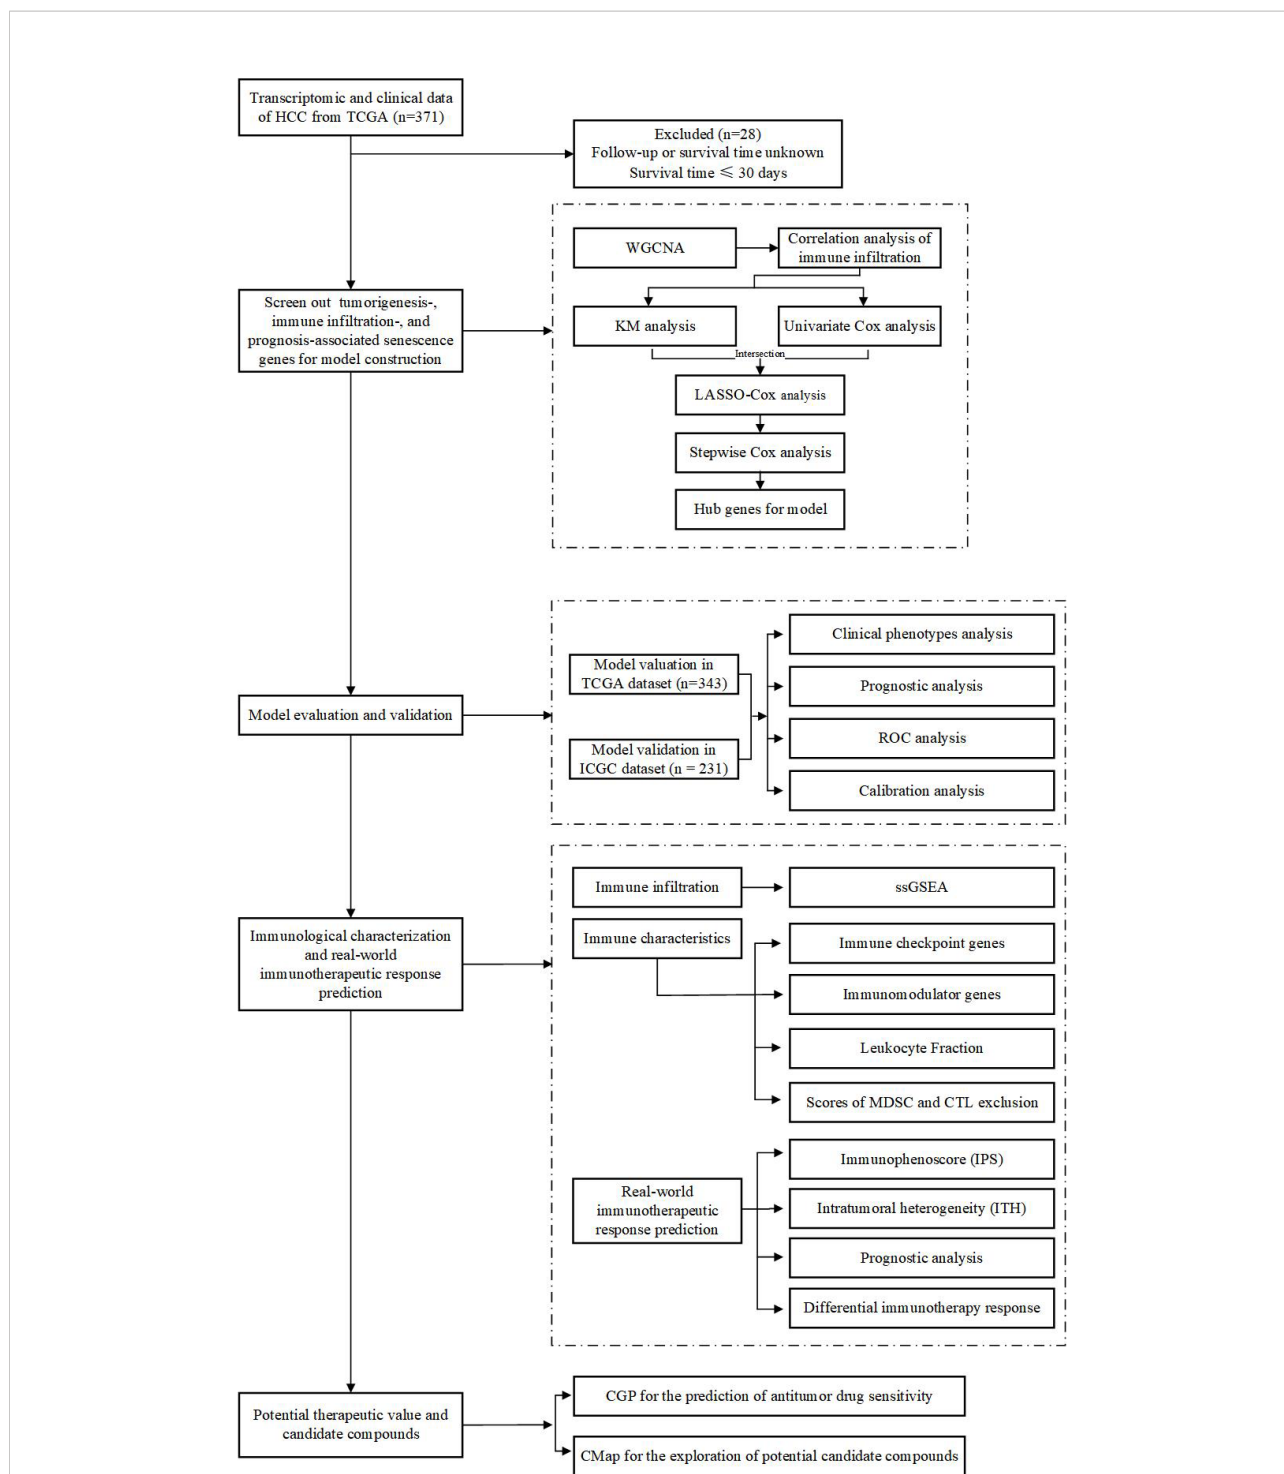 Transcriptomic and clinical data
of HCC from TCGA (n=371)
Excluded (n=28)
Follow-up or survival time unknown
Survival time ⩽ 30 days
WGCNA
Correlation analysis of
immune infiltration
Screen out tumorigenesis-,
immune infiltration-, and
prognosis-associated senescence
genes for model construction
KM analysis
Univariate Cox analysis
Intersection
LASSO-Cox analysis
Stepwise Cox analysis
Hub genes for model
Model evaluation and validation
Model valuation in
TCGA dataset (n=343)
Model validation in
ICGC dataset (n = 231)
Clinical phenotypes analysis
Prognostic analysis
ROC analysis
Calibration analysis
Immunological characterization
and real-world
immunotherapeutic response
prediction
Immune infiltration
ssGSEA
Immune characteristics
Immune checkpoint genes
Immunomodulator genes
Leukocyte Fraction
Scores of MDSC and CTL exclusion
Real-world
immunotherapeutic
response prediction
Immunophenoscore (IPS)
Intratumoral heterogeneity (ITH)
Prognostic analysis
Differential immunotherapy response
Potential therapeutic value and
candidate compounds
CGP for the prediction of antitumor drug sensitivity
CMap for the exploration of potential candidate compounds